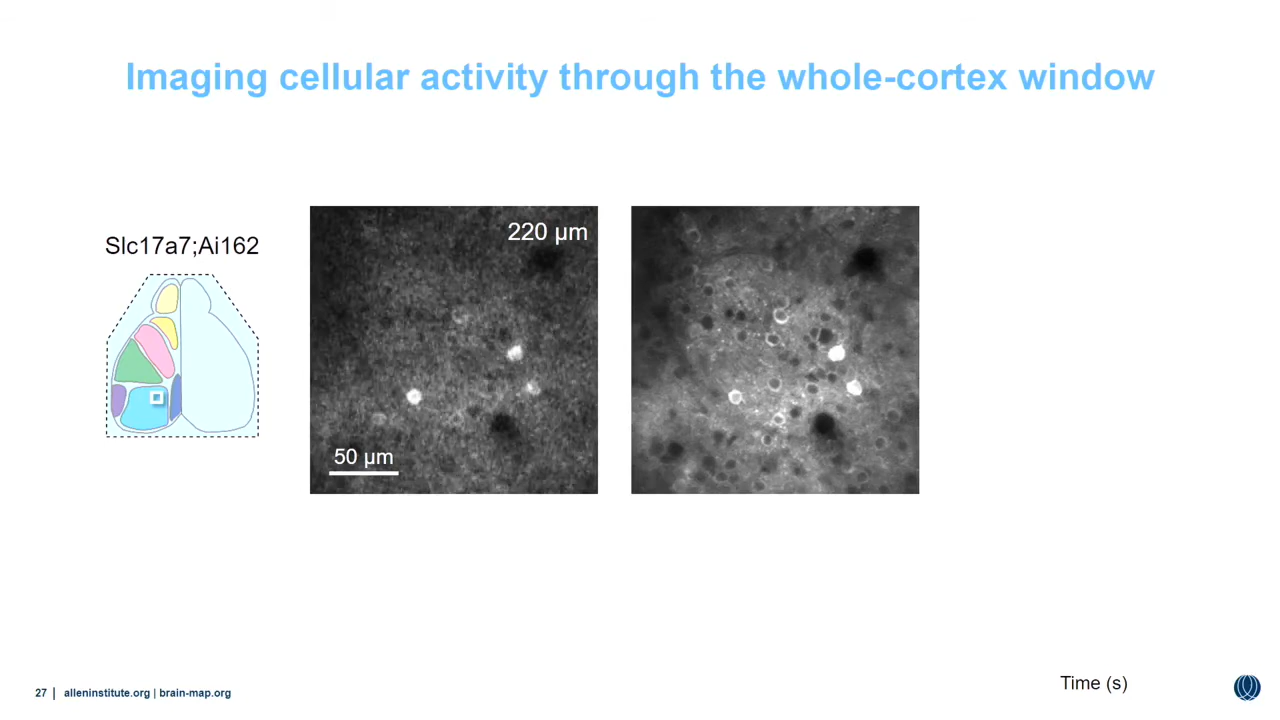 Imaging cellular activity through the whole-cortex window
Slc17a7;Ai162
220 µm
50 µm
Time (s)
27 | alleninstitute.org | brain-map.org